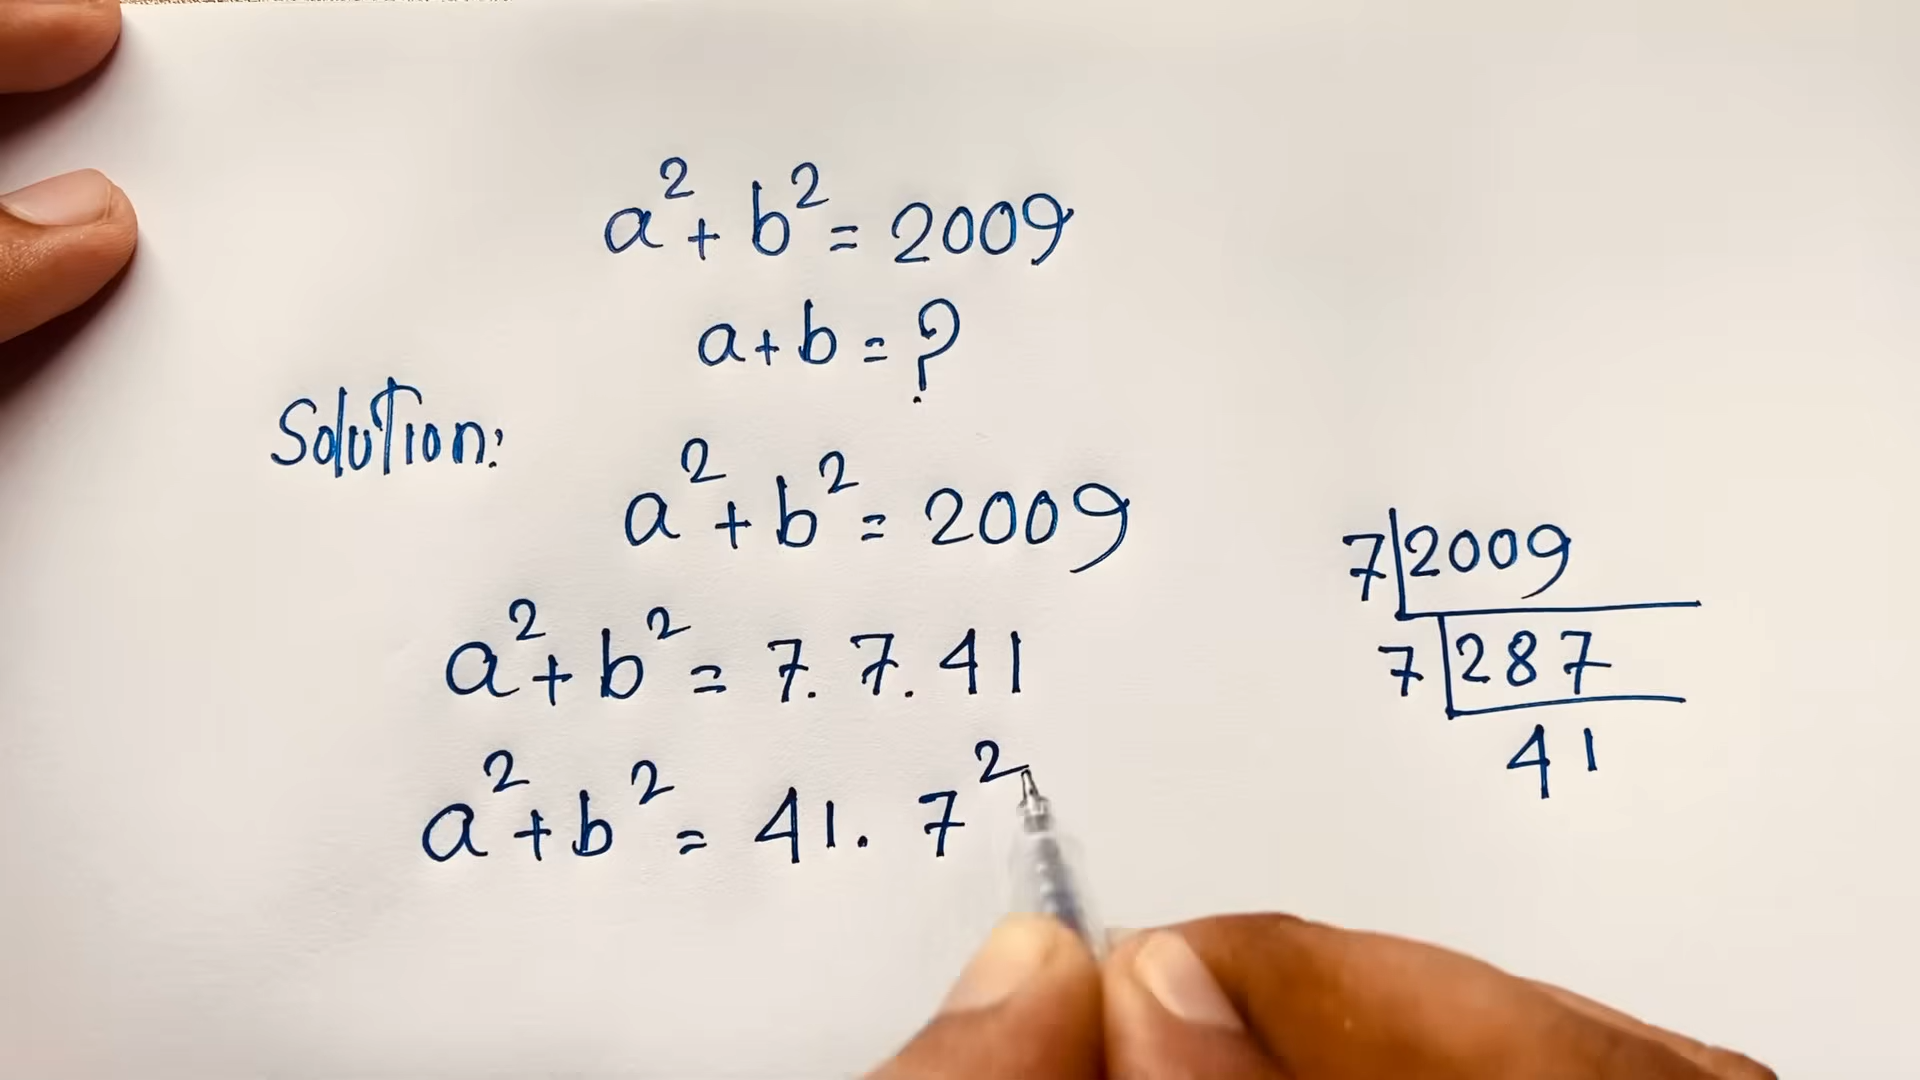 a²+b²=2009
a+b=?
Solution:
a²+b²=2009
a²+b²=7.7.41
a²+b²=41.7²
7|2009
7|287
41